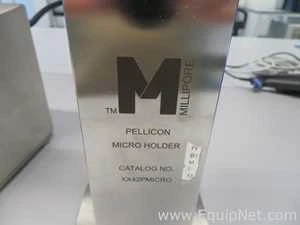 M
TM
MILLIPORE
PELLICON
MICRO HOLDER
CATALOG NO.
XX42PMICRO
www.EquipNet.com